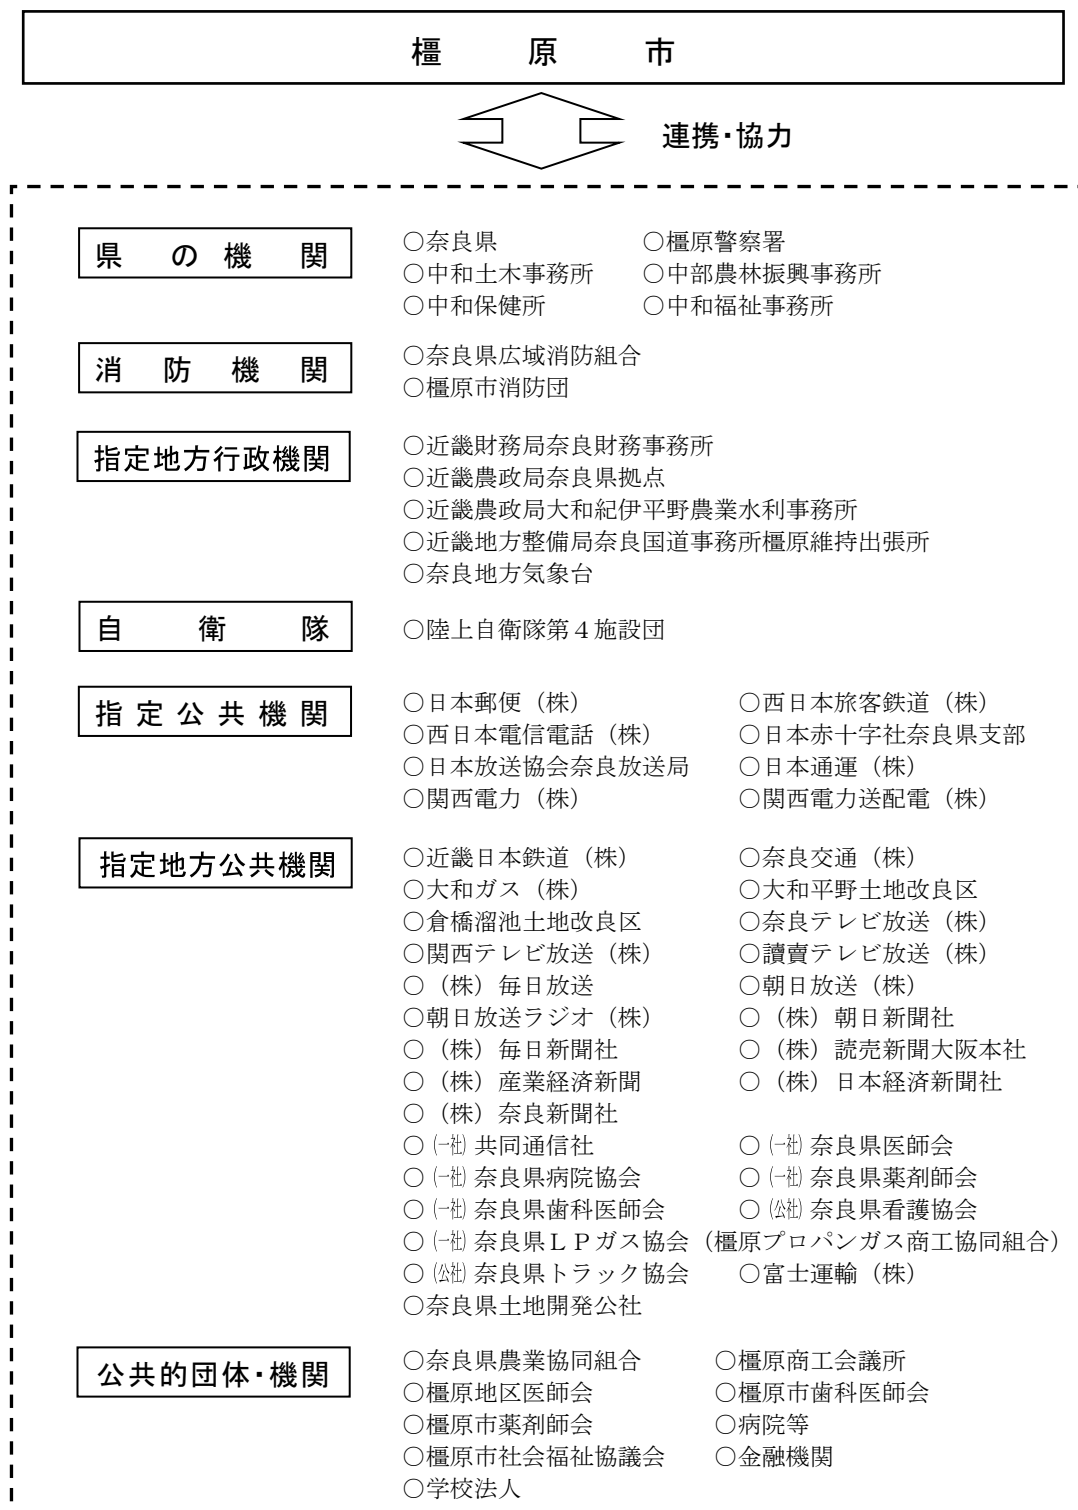 橿原市
連携・協力
県の機関
○奈良県 ○橿原警察署
○中和土木事務所 ○中部農林振興事務所
○中和保健所 ○中和福祉事務所
消防機関
○奈良県広域消防組合
○橿原市消防団
指定地方行政機関
○近畿財務局奈良財務事務所
○近畿農政局奈良県拠点
○近畿農政局大和紀伊平野農業水利事務所
○近畿地方整備局奈良国道事務所橿原維持出張所
○奈良地方気象台
自衛隊
○陸上自衛隊第４施設団
指定公共機関
○日本郵便（株） ○西日本旅客鉄道（株）
○西日本電信電話（株） ○日本赤十字社奈良県支部
○日本放送協会奈良放送局 ○日本通運（株）
○関西電力（株） ○関西電力送配電（株）
指定地方公共機関
○近畿日本鉄道（株） ○奈良交通（株）
○大和ガス（株） ○大和平野土地改良区
○倉橋溜池土地改良区 ○奈良テレビ放送（株）
○関西テレビ放送（株） ○讀賣テレビ放送（株）
○（株）毎日放送 ○朝日放送（株）
○朝日放送ラジオ（株） ○（株）朝日新聞社
○（株）毎日新聞社 ○（株）読売新聞大阪本社
○（株）産業経済新聞 ○（株）日本経済新聞社
○（株）奈良新聞社
○(一社)共同通信社 ○(一社)奈良県医師会
○(一社)奈良県病院協会 ○(一社)奈良県薬剤師会
○(一社)奈良県歯科医師会 ○(公社)奈良県看護協会
○(一社)奈良県ＬＰガス協会（橿原プロパンガス商工協同組合）
○(公社)奈良県トラック協会 ○富士運輸（株）
○奈良県土地開発公社
公共的団体・機関
○奈良県農業協同組合 ○橿原商工会議所
○橿原地区医師会 ○橿原市歯科医師会
○橿原市薬剤師会 ○病院等
○橿原市社会福祉協議会 ○金融機関
○学校法人